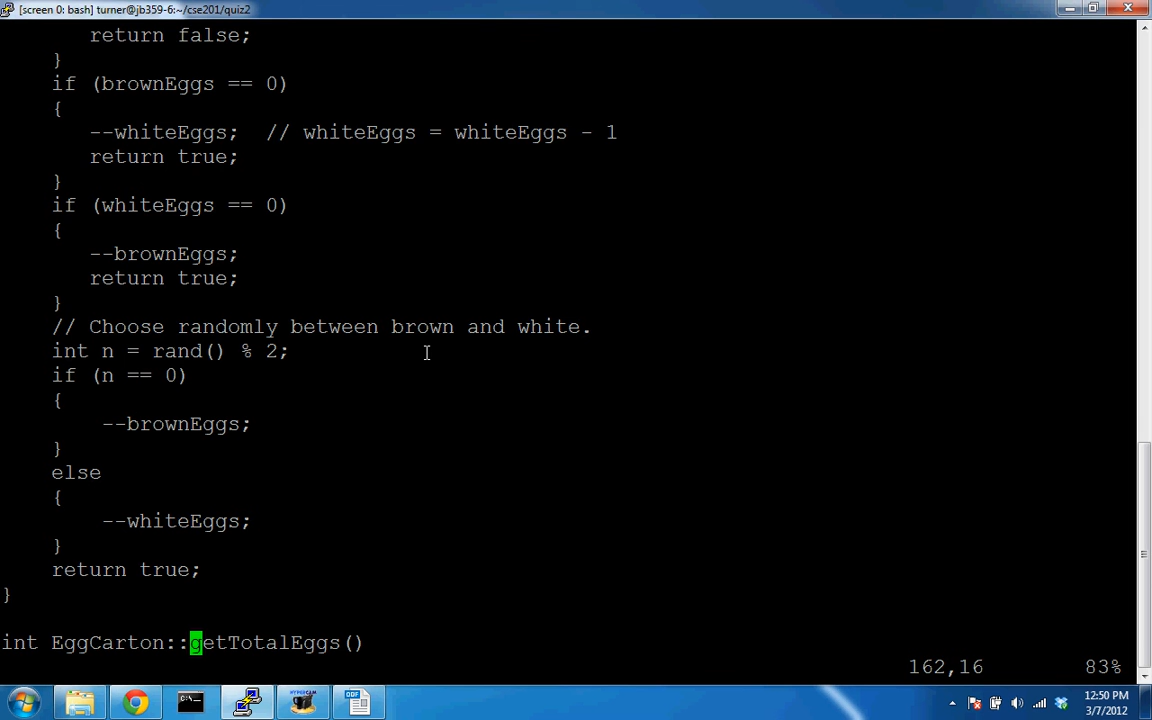 [screen 0: bash] turner@jb359-6:~/cse201/quiz2
return false;
}
if (brownEggs == 0)
{
--whiteEggs;  // whiteEggs = whiteEggs - 1
return true;
}
if (whiteEggs == 0)
{
--brownEggs;
return true;
}
// Choose randomly between brown and white.
int n = rand() % 2;
if (n == 0)
{
--brownEggs;
}
else
{
--whiteEggs;
}
return true;
}
int EggCarton::getTotalEggs()
162,16 83%
C:\_
HYPERCAM
ODF
12:50 PM
3/7/2012